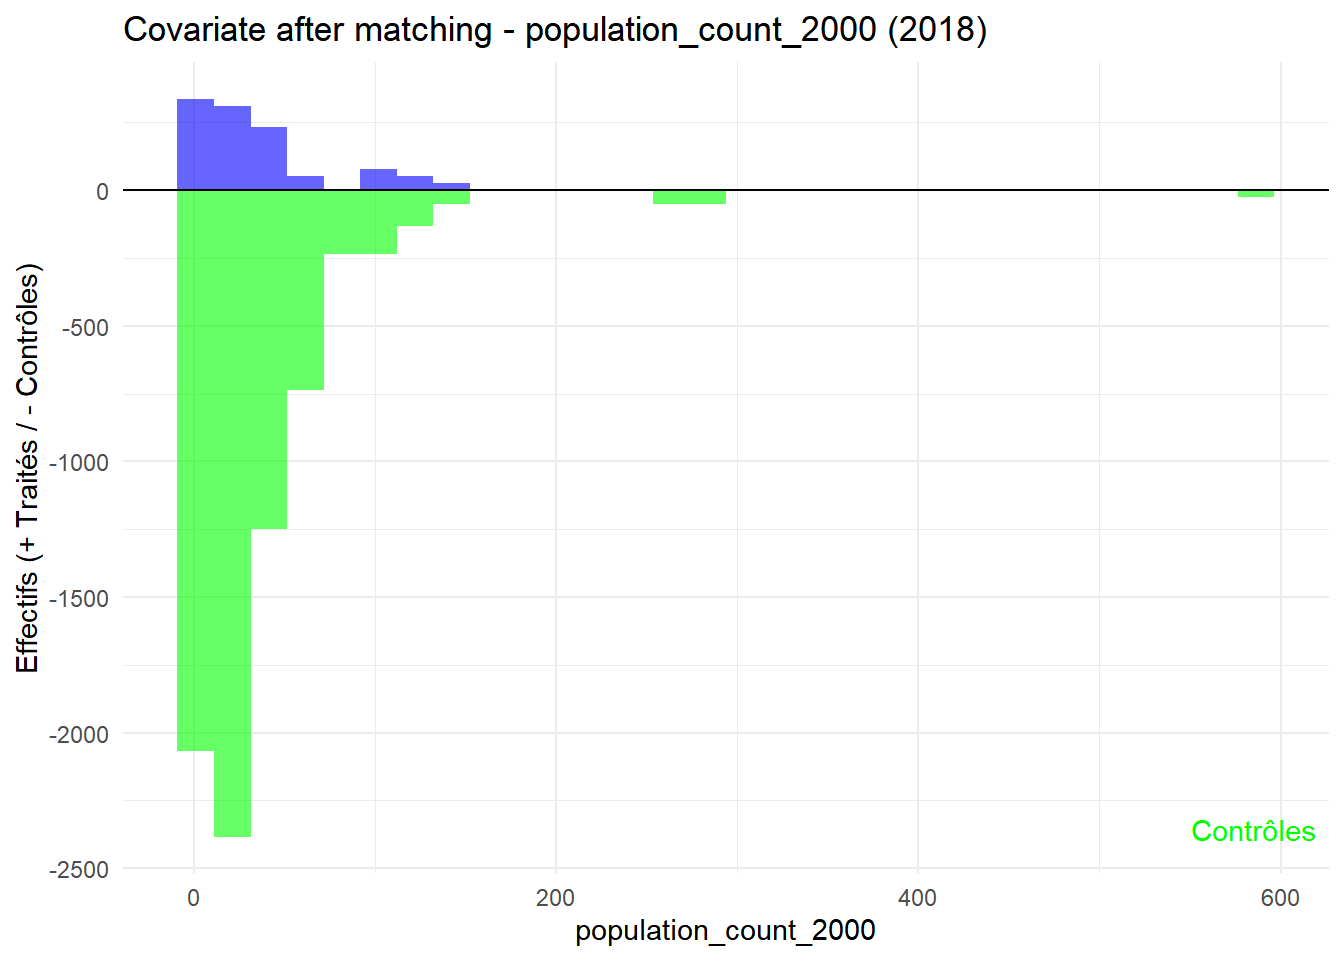 Covariate after matching - population_count_2000 (2018)
Effectifs (+ Traités / - Contrôles)
0
-500
-1000
-1500
-2000
-2500
Contrôles
0 200 400 600
population_count_2000